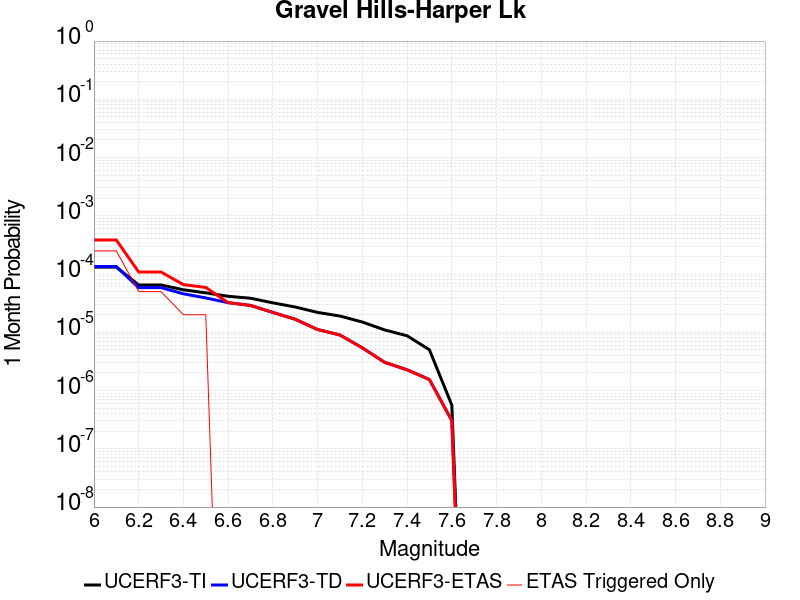 Gravel Hills-Harper Lk
10^0
10^-1
10^-2
10^-3
10^-4
10^-5
10^-6
10^-7
10^-8
1 Month Probability
6 6.2 6.4 6.6 6.8 7 7.2 7.4 7.6 7.8 8 8.2 8.4 8.6 8.8 9
Magnitude
UCERF3-TI UCERF3-TD UCERF3-ETAS ETAS Triggered Only